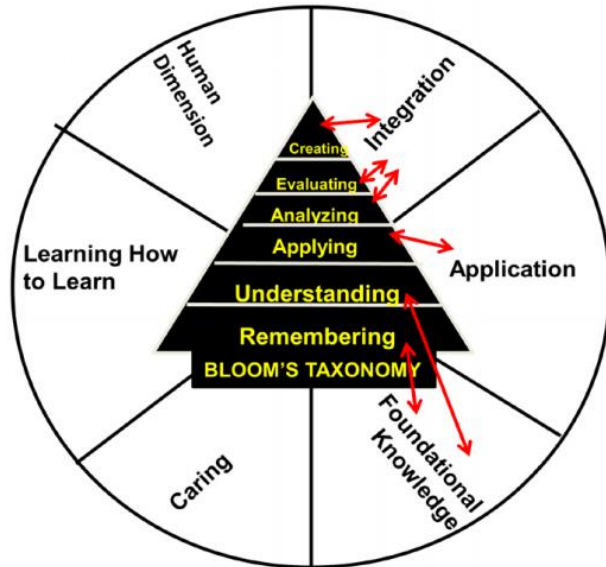 Human
Dimension
Integration
Creating
Evaluating
Analyzing
Applying
Learning How
to Learn
Application
Understanding
Remembering
BLOOM'S TAXONOMY
Caring
Foundational
Knowledge